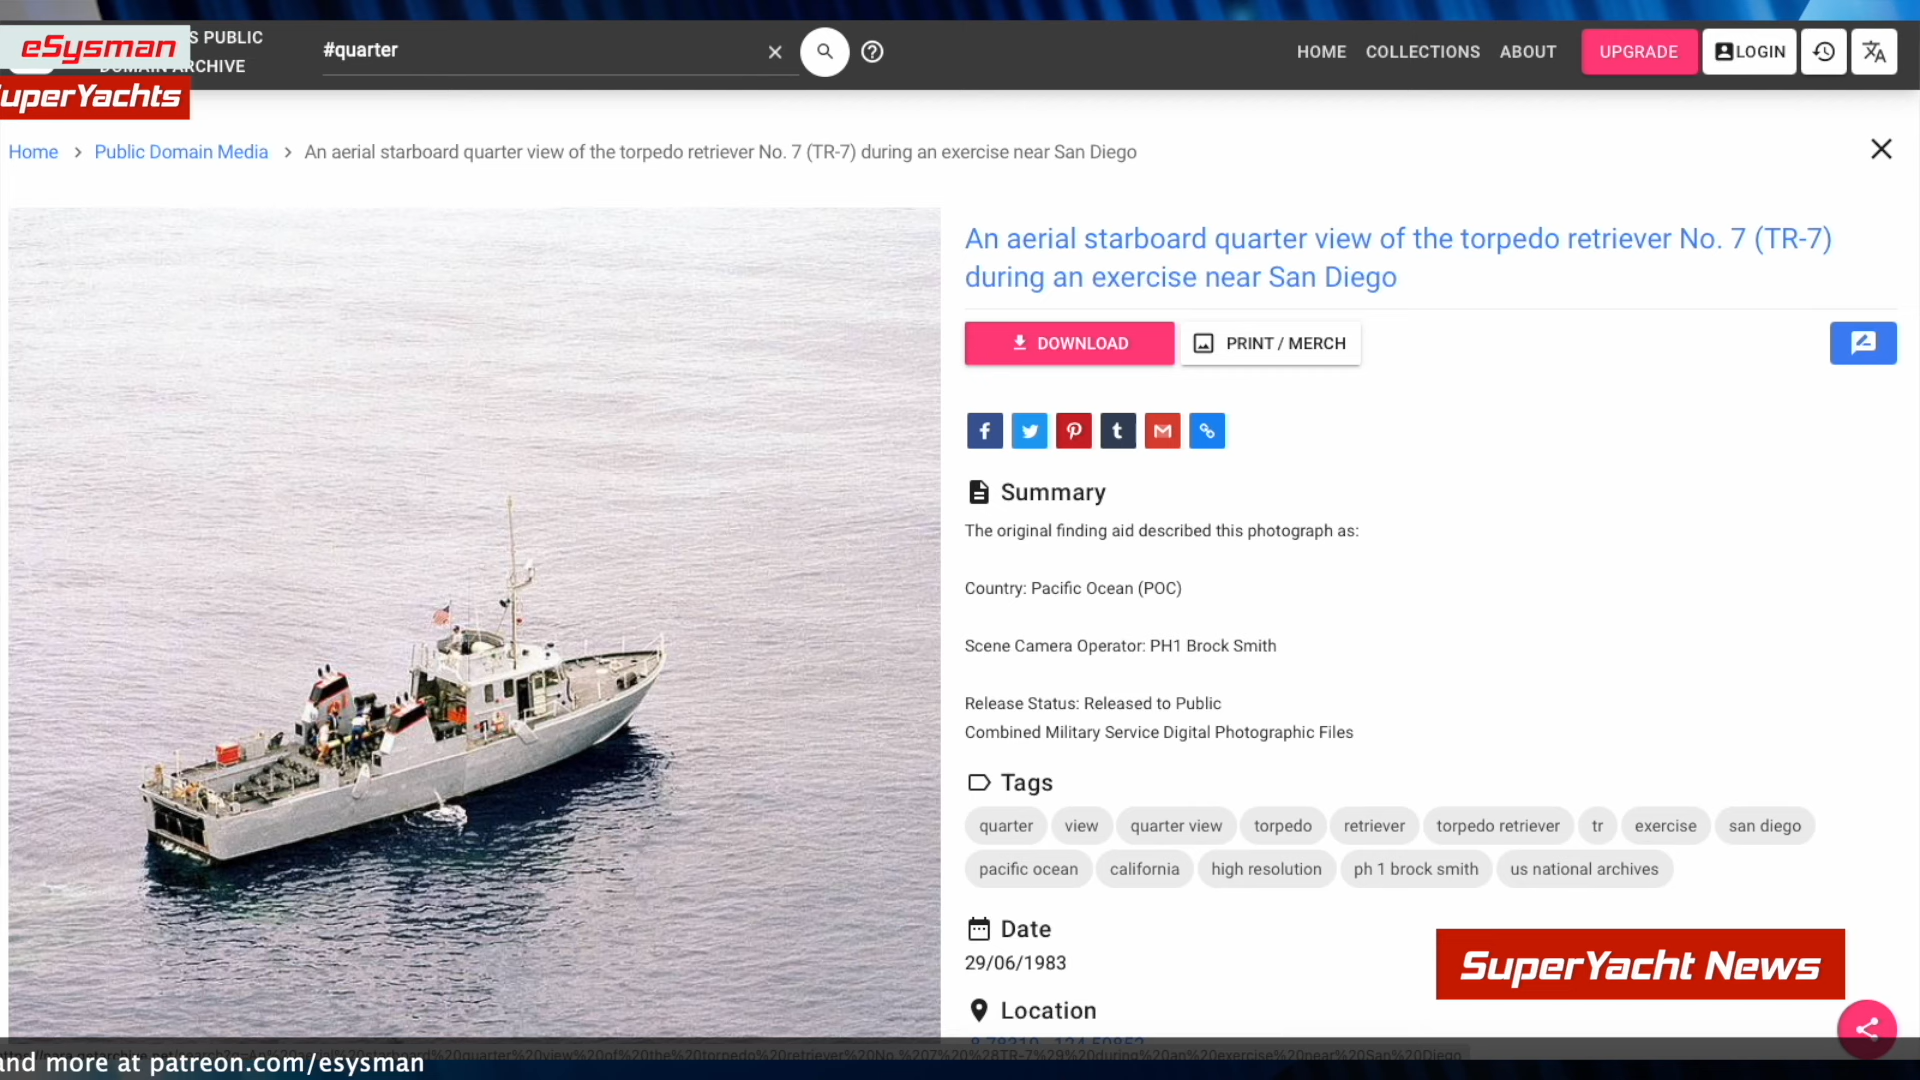 eSysman
S PUBLIC
DOMAIN ARCHIVE
SuperYachts
#quarter
HOME
COLLECTIONS
ABOUT
UPGRADE
LOGIN
Home > Public Domain Media > An aerial starboard quarter view of the torpedo retriever No. 7 (TR-7) during an exercise near San Diego
An aerial starboard quarter view of the torpedo retriever No. 7 (TR-7)
during an exercise near San Diego
DOWNLOAD
PRINT / MERCH
Summary
The original finding aid described this photograph as:
Country: Pacific Ocean (POC)
Scene Camera Operator: PH1 Brock Smith
Release Status: Released to Public
Combined Military Service Digital Photographic Files
Tags
quarter view quarter view torpedo retriever torpedo retriever tr exercise san diego
pacific ocean california high resolution ph 1 brock smith us national archives
Date
29/06/1983
Location
SuperYacht News
and more at patreon.com/esysman